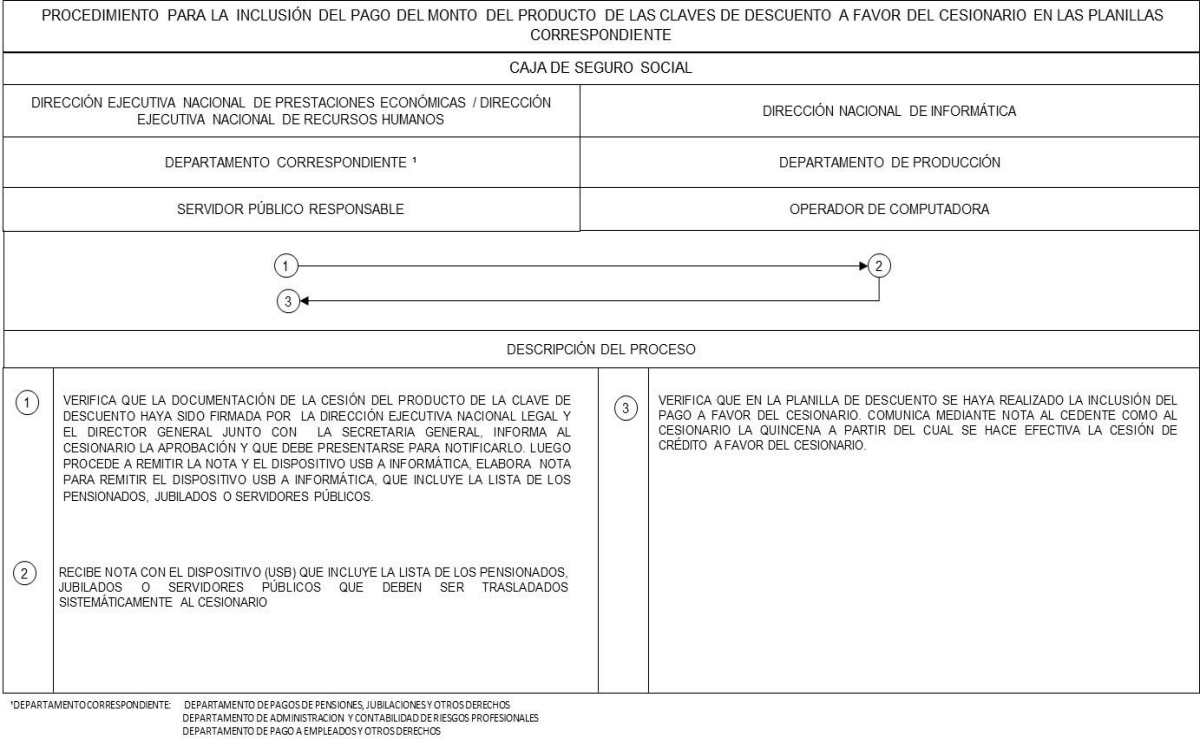 PROCEDIMIENTO PARA LA INCLUSIÓN DEL PAGO DEL MONTO DEL PRODUCTO DE LAS CLAVES DE DESCUENTO A FAVOR DEL CESIONARIO EN LAS PLANILLAS
CORRESPONDIENTE
CAJA DE SEGURO SOCIAL
DIRECCIÓN EJECUTIVA NACIONAL DE PRESTACIONES ECONÓMICAS / DIRECCIÓN
EJECUTIVA NACIONAL DE RECURSOS HUMANOS
DIRECCIÓN NACIONAL DE INFORMÁTICA
DEPARTAMENTO CORRESPONDIENTE ¹
DEPARTAMENTO DE PRODUCCIÓN
SERVIDOR PÚBLICO RESPONSABLE
OPERADOR DE COMPUTADORA
1
2
3
DESCRIPCIÓN DEL PROCESO
1
VERIFICA QUE LA DOCUMENTACIÓN DE LA CESIÓN DEL PRODUCTO DE LA CLAVE DE
DESCUENTO HAYA SIDO FIRMADA POR LA DIRECCIÓN EJECUTIVA NACIONAL LEGAL Y
EL DIRECTOR GENERAL JUNTO CON LA SECRETARIA GENERAL, INFORMA AL
CESIONARIO LA APROBACIÓN Y QUE DEBE PRESENTARSE PARA NOTIFICARLO. LUEGO
PROCEDE A REMITIR LA NOTA Y EL DISPOSITIVO USB A INFORMÁTICA, ELABORA NOTA
PARA REMITIR EL DISPOSITIVO USB A INFORMÁTICA, QUE INCLUYE LA LISTA DE LOS
PENSIONADOS, JUBILADOS O SERVIDORES PÚBLICOS.
2
RECIBE NOTA CON EL DISPOSITIVO (USB) QUE INCLUYE LA LISTA DE LOS PENSIONADOS,
JUBILADOS O SERVIDORES PÚBLICOS QUE DEBEN SER TRASLADADOS
SISTEMÁTICAMENTE AL CESIONARIO
3
VERIFICA QUE EN LA PLANILLA DE DESCUENTO SE HAYA REALIZADO LA INCLUSIÓN DEL
PAGO A FAVOR DEL CESIONARIO. COMUNICA MEDIANTE NOTA AL CEDENTE COMO AL
CESIONARIO LA QUINCENA A PARTIR DEL CUAL SE HACE EFECTIVA LA CESIÓN DE
CRÉDITO A FAVOR DEL CESIONARIO.
¹DEPARTAMENTO CORRESPONDIENTE: DEPARTAMENTO DE PAGOS DE PENSIONES, JUBILACIONES Y OTROS DERECHOS
DEPARTAMENTO DE ADMINISTRACION Y CONTABILIDAD DE RIESGOS PROFESIONALES
DEPARTAMENTO DE PAGO A EMPLEADOS Y OTROS DERECHOS